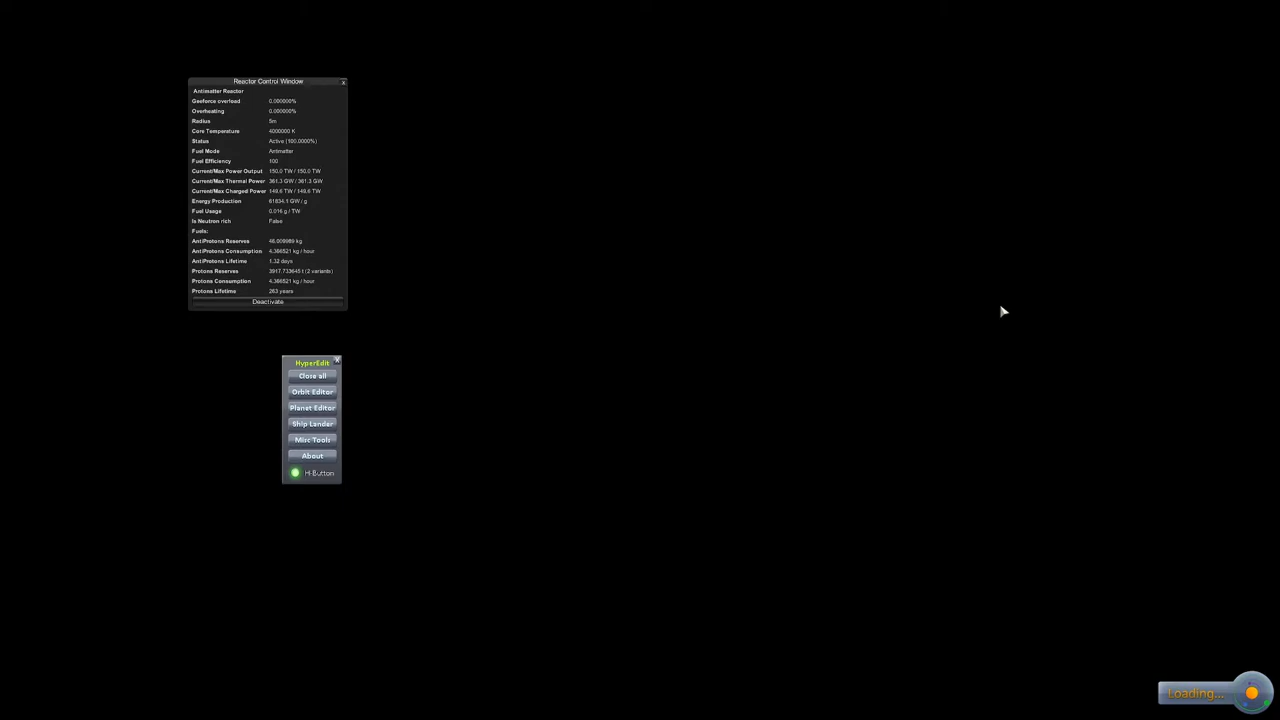 Reactor Control Window
x
Antimatter Reactor
Geeforce overload 0.000000%
Overheating 0.000000%
Radius 5m
Core Temperature 4000000 K
Status Active (100.0000%)
Fuel Mode Antimatter
Fuel Efficiency 100
Current/Max Power Output 150.0 TW / 150.0 TW
Current/Max Thermal Power 361.3 GW / 361.3 GW
Current/Max Charged Power 149.6 TW / 149.6 TW
Energy Production 61834.1 GW / g
Fuel Usage 0.016 g / TW
Is Neutron rich False
Fuels:
AntiProtons Reserves 46.009989 kg
AntiProtons Consumption 4.366521 kg / hour
AntiProtons Lifetime 1.32 days
Protons Reserves 3917.733645 t (2 variants)
Protons Consumption 4.366521 kg / hour
Protons Lifetime 263 years
Deactivate
HyperEdit X
Close all
Orbit Editor
Planet Editor
Ship Lander
Misc Tools
About
H-Button
Loading...